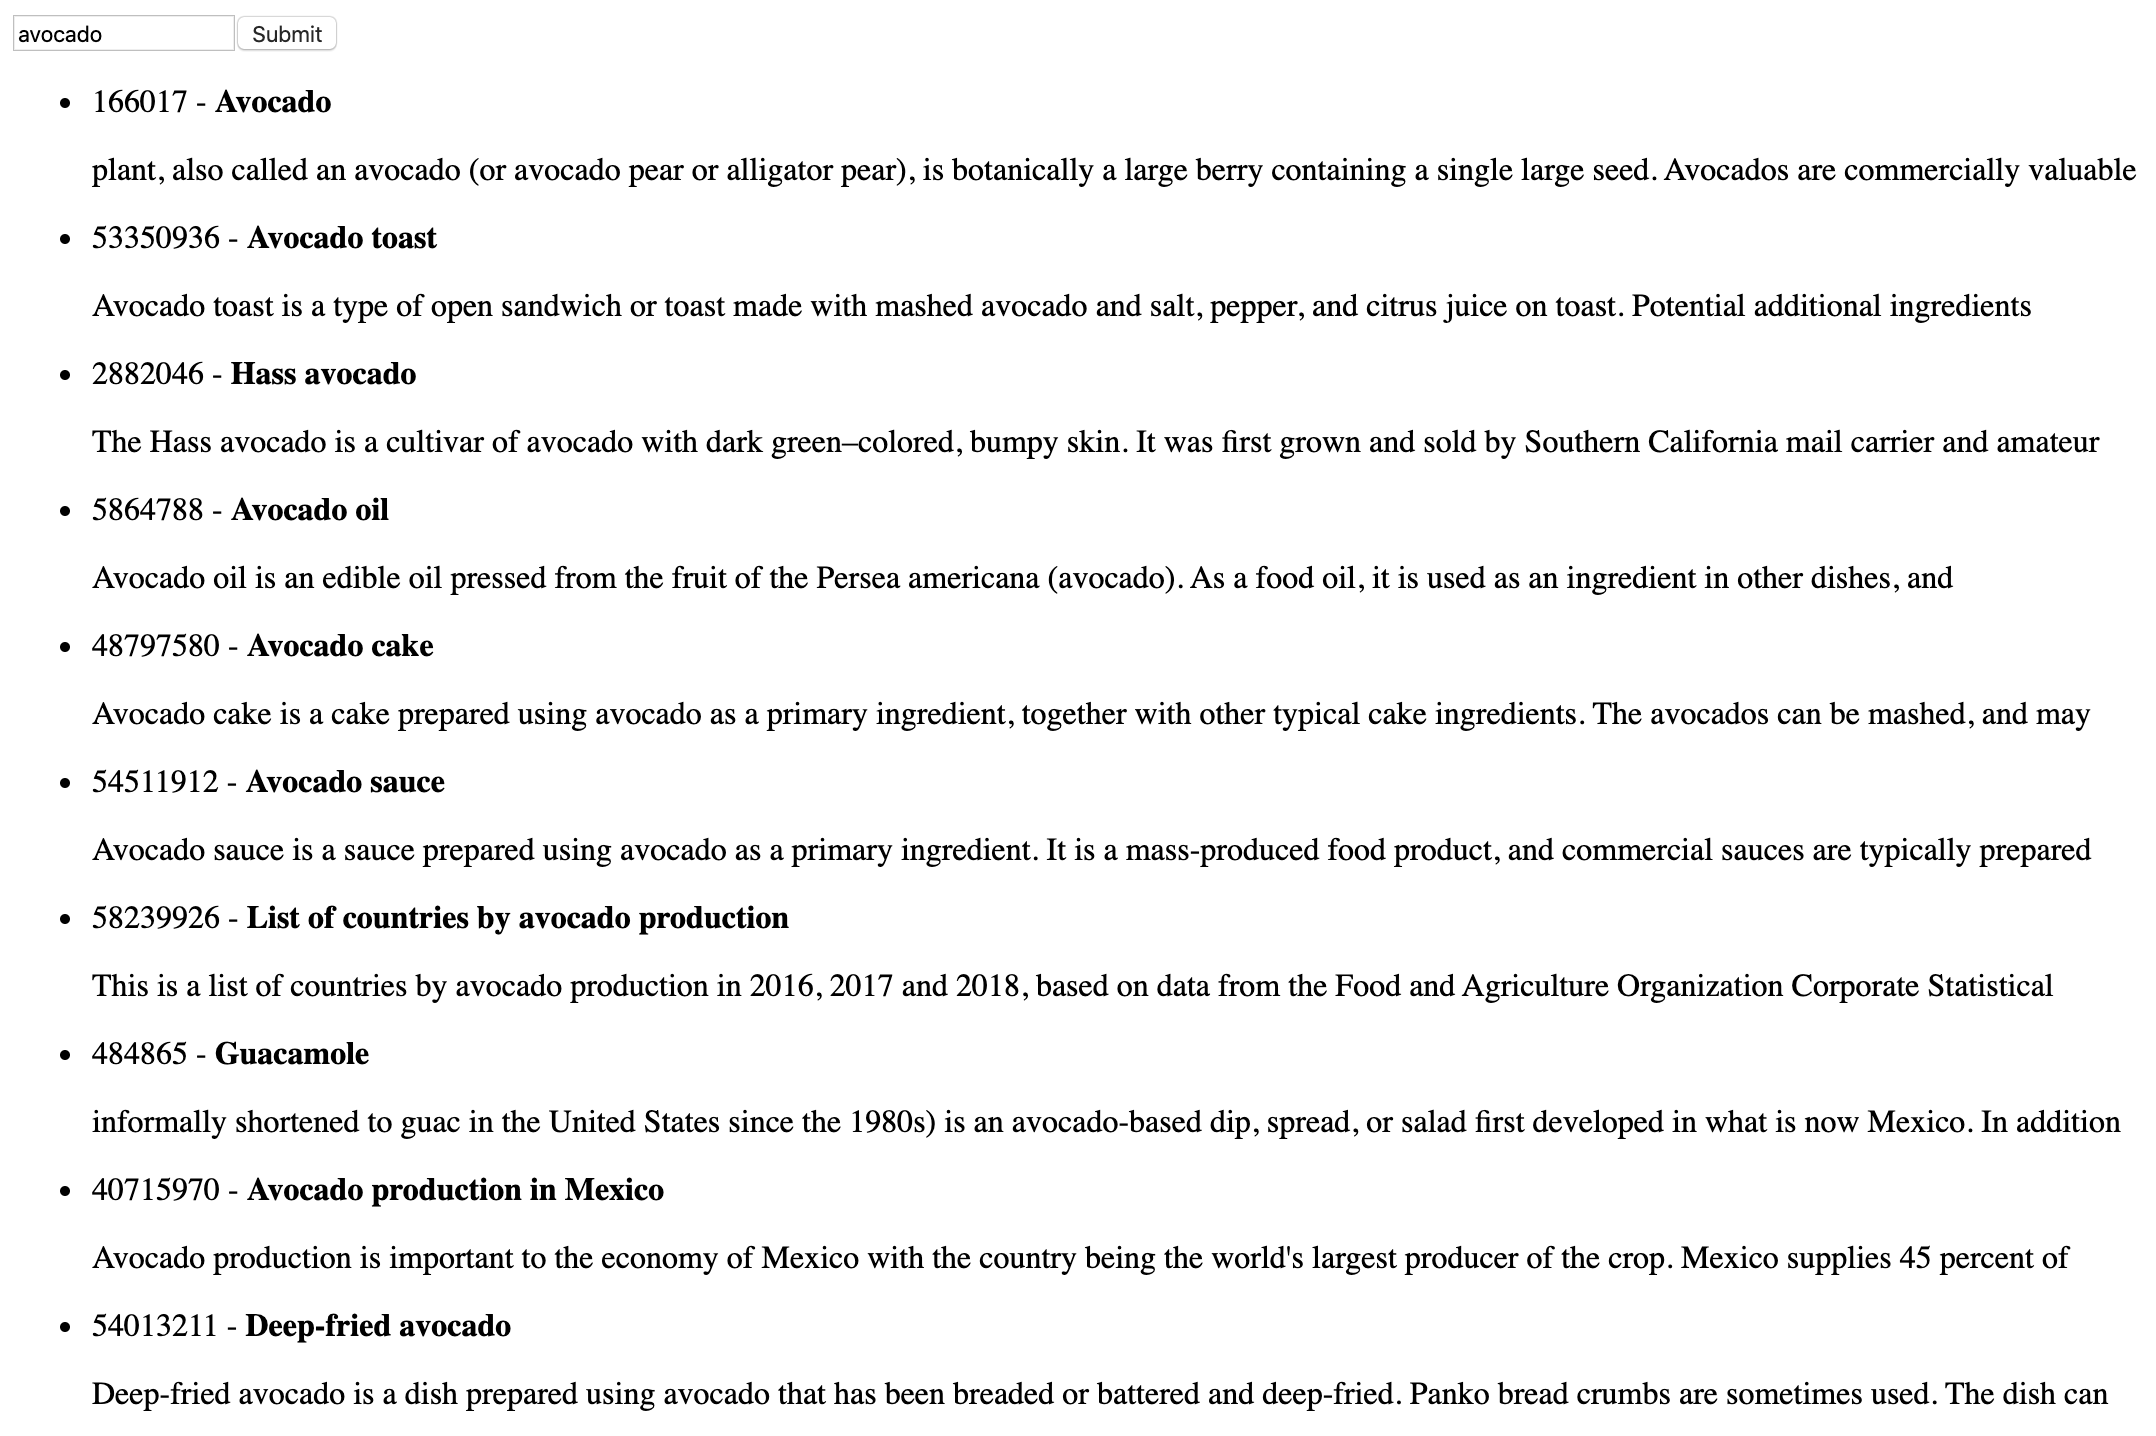 avocado Submit
166017 - Avocado
plant, also called an avocado (or avocado pear or alligator pear), is botanically a large berry containing a single large seed. Avocados are commercially valuable
53350936 - Avocado toast
Avocado toast is a type of open sandwich or toast made with mashed avocado and salt, pepper, and citrus juice on toast. Potential additional ingredients
2882046 - Hass avocado
The Hass avocado is a cultivar of avocado with dark green–colored, bumpy skin. It was first grown and sold by Southern California mail carrier and amateur
5864788 - Avocado oil
Avocado oil is an edible oil pressed from the fruit of the Persea americana (avocado). As a food oil, it is used as an ingredient in other dishes, and
48797580 - Avocado cake
Avocado cake is a cake prepared using avocado as a primary ingredient, together with other typical cake ingredients. The avocados can be mashed, and may
54511912 - Avocado sauce
Avocado sauce is a sauce prepared using avocado as a primary ingredient. It is a mass-produced food product, and commercial sauces are typically prepared
58239926 - List of countries by avocado production
This is a list of countries by avocado production in 2016, 2017 and 2018, based on data from the Food and Agriculture Organization Corporate Statistical
484865 - Guacamole
informally shortened to guac in the United States since the 1980s) is an avocado-based dip, spread, or salad first developed in what is now Mexico. In addition
40715970 - Avocado production in Mexico
Avocado production is important to the economy of Mexico with the country being the world's largest producer of the crop. Mexico supplies 45 percent of
54013211 - Deep-fried avocado
Deep-fried avocado is a dish prepared using avocado that has been breaded or battered and deep-fried. Panko bread crumbs are sometimes used. The dish can